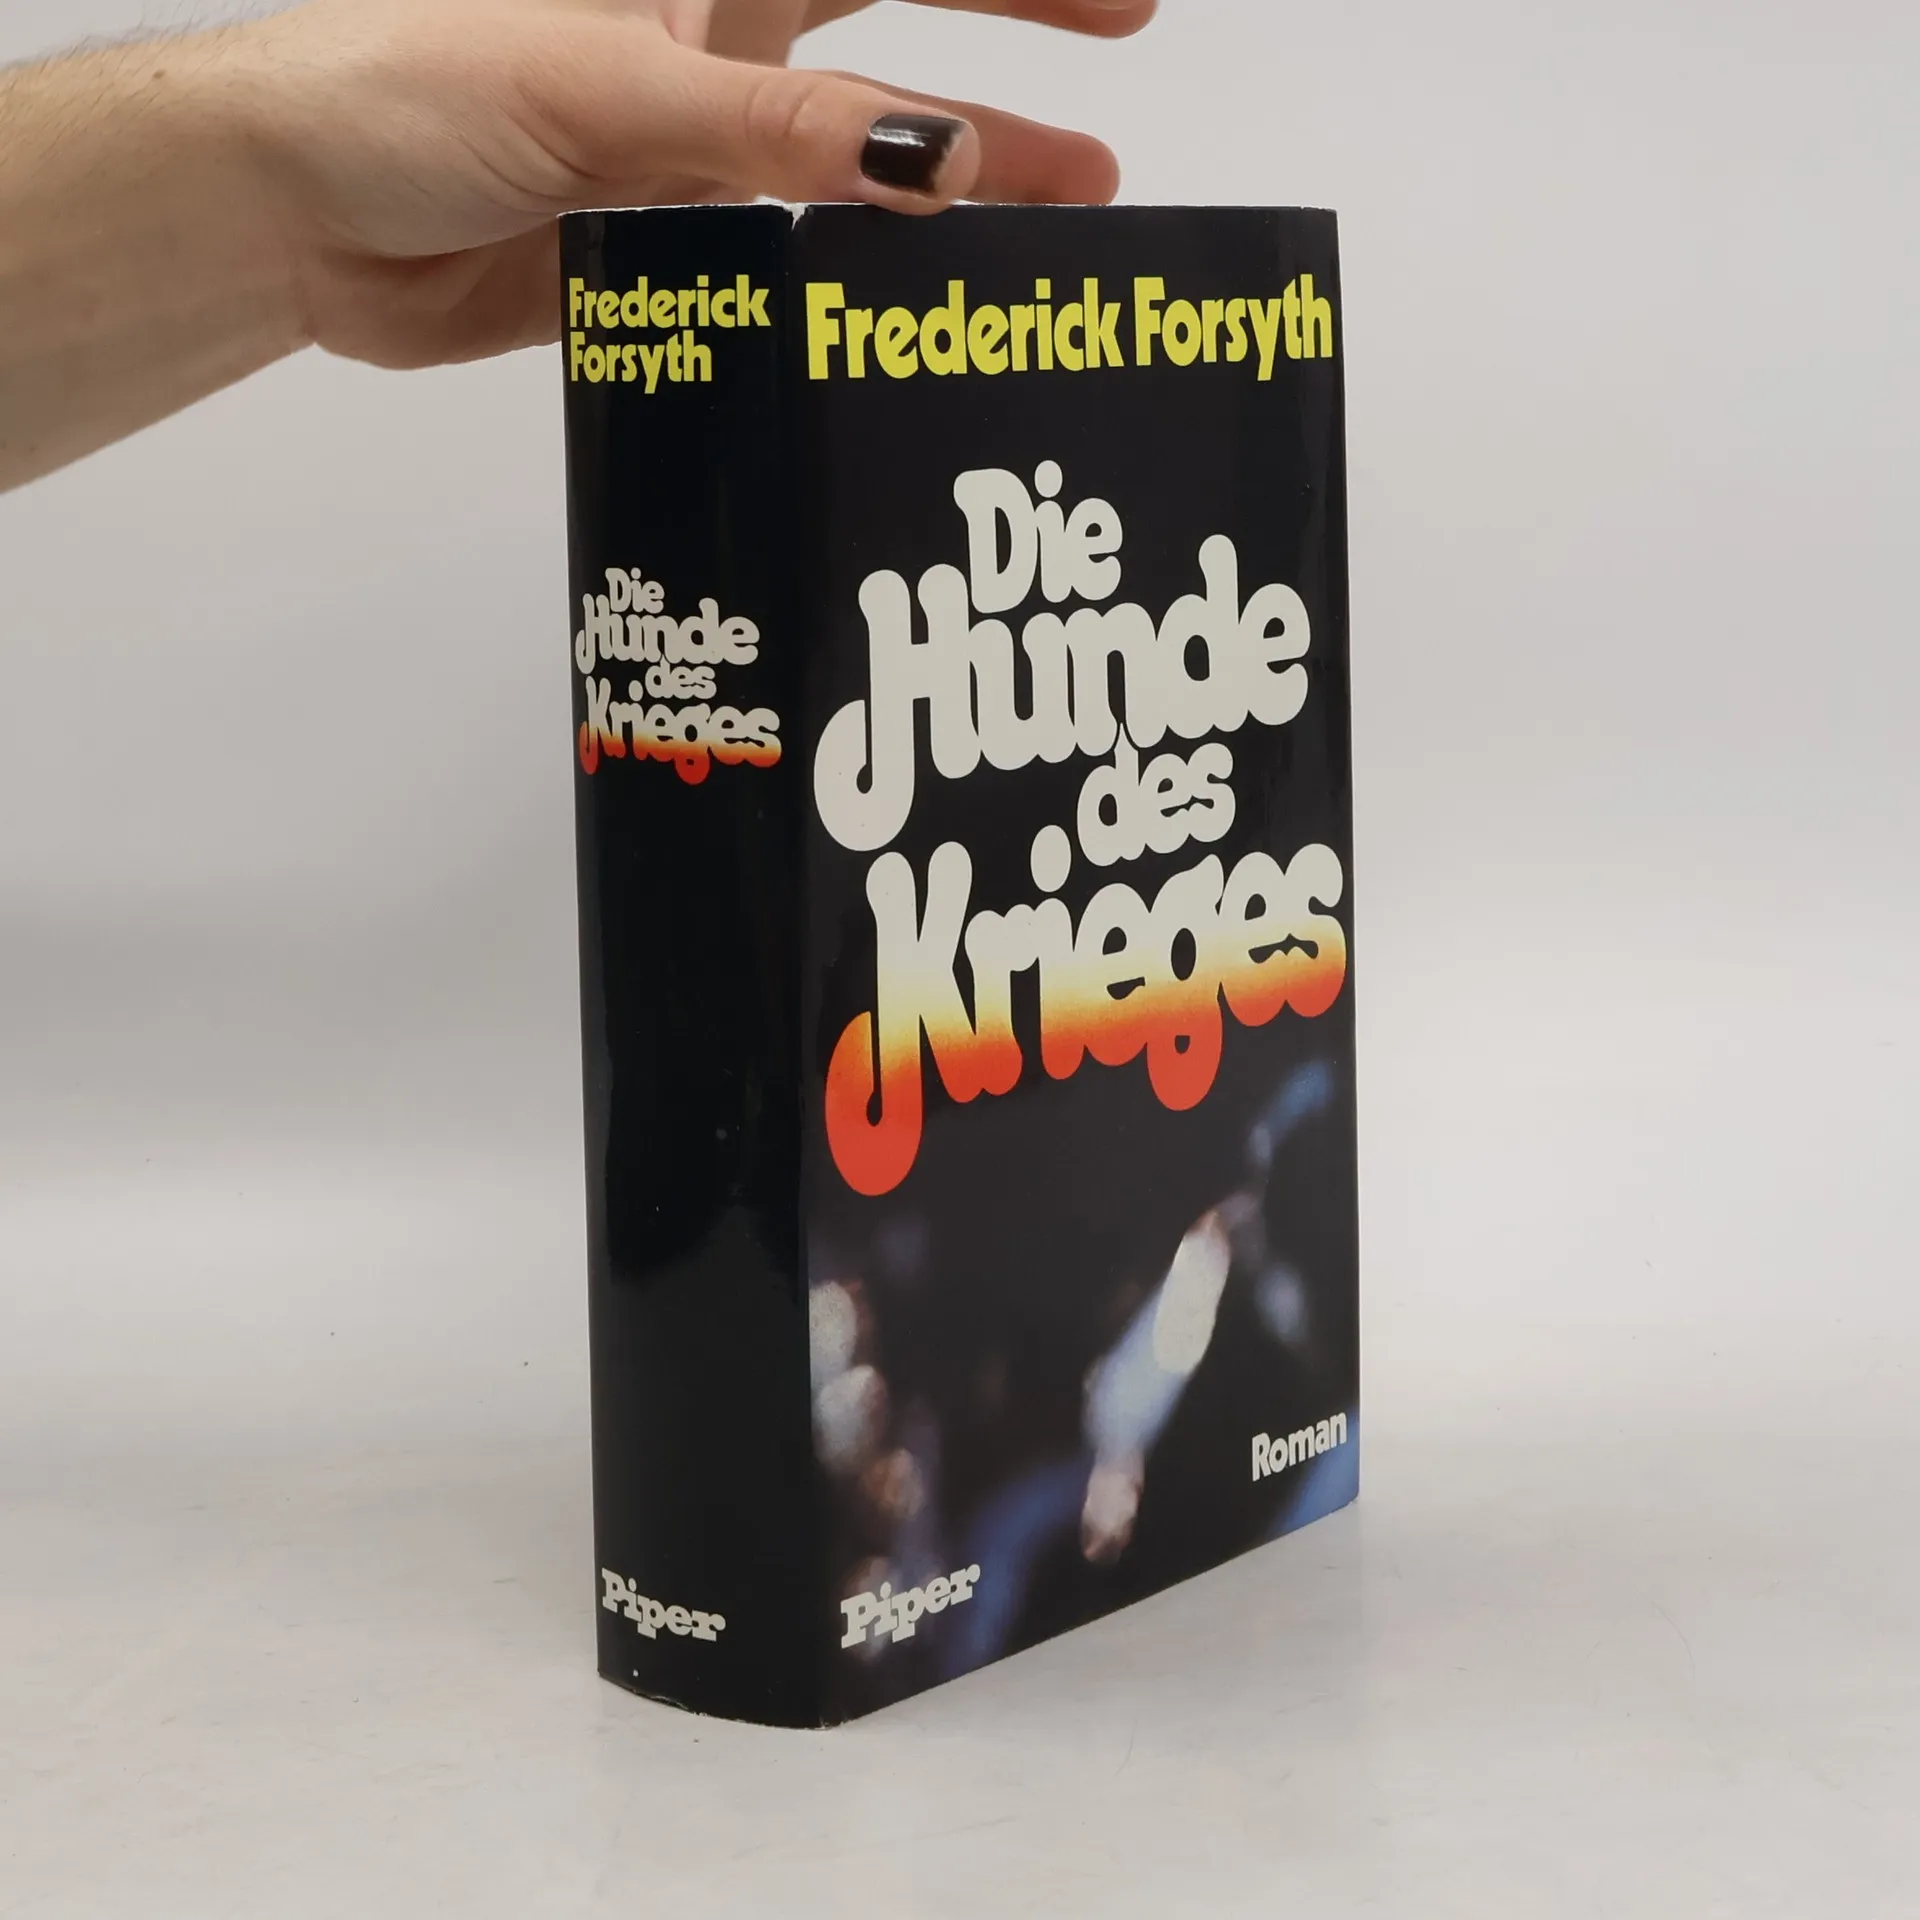 Frederick
Forsyth
Die
Hunde
des
Krieges
Piper
Frederick Forsyth
Die
Hunde
des
Krieges
Roman
Piper